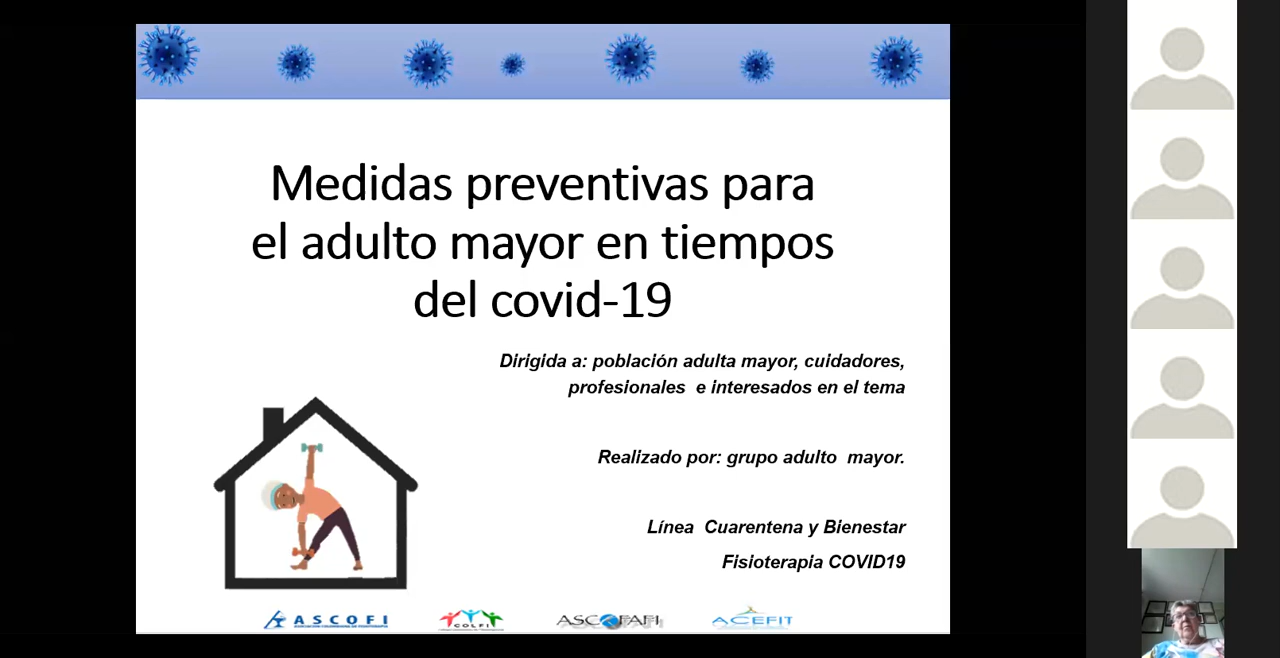 Medidas preventivas para
el adulto mayor en tiempos
del covid-19
Dirigida a: población adulta mayor, cuidadores,
profesionales e interesados en el tema
Realizado por: grupo adulto mayor.
Línea Cuarentena y Bienestar
Fisioterapia COVID19
ASCOFI
COLFI
ASCOFAFI
ACEFIT